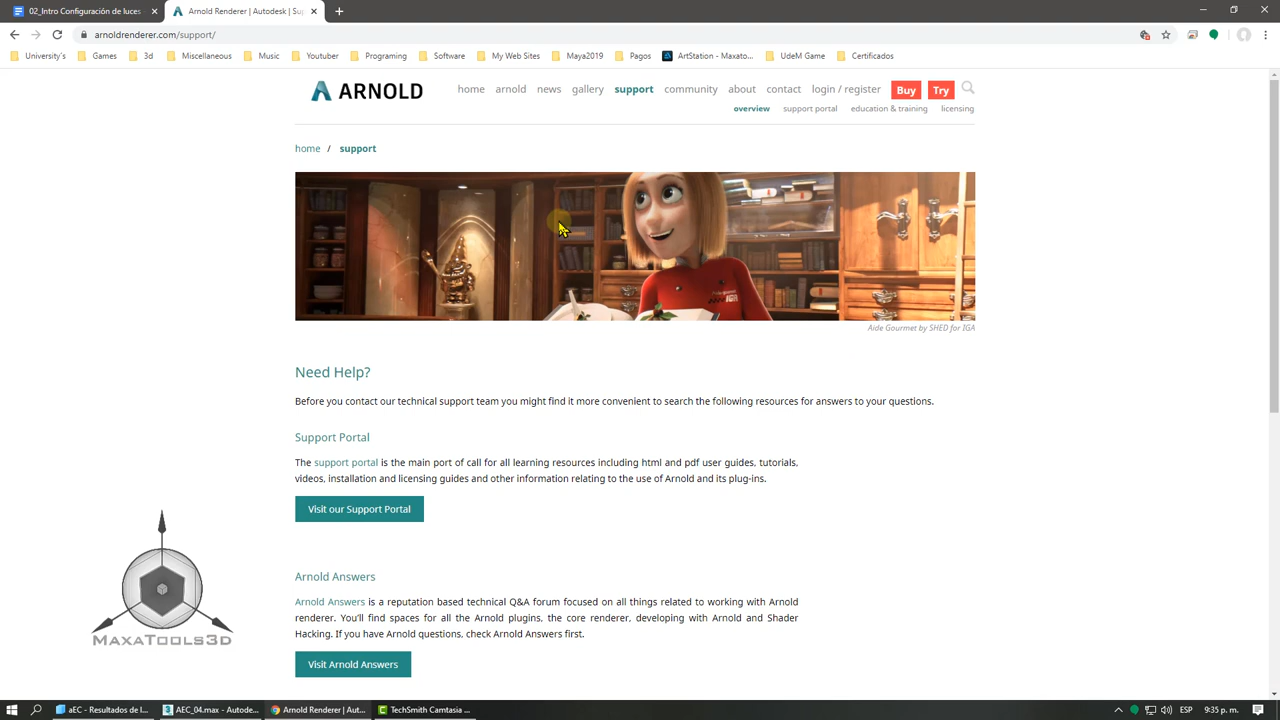 02_Intro Configuración de luces
Arnold Renderer | Autodesk | Su
arnoldrenderer.com/support/
University's
Games
3d
Miscellaneous
Music
Youtuber
Programing
Software
My Web Sites
Maya2019
Pagos
ArtStation - Maxato...
UdeM Game
Certificados
ARNOLD
home
arnold
news
gallery
support
community
about
contact
login / register
Buy
Try
overview
support portal
education & training
licensing
home / support
Aide Gourmet by SHED for IGA
Need Help?
Before you contact our technical support team you might find it more convenient to search the following resources for answers to your questions.
Support Portal
The support portal is the main port of call for all learning resources including html and pdf user guides, tutorials,
videos, installation and licensing guides and other information relating to the use of Arnold and its plug-ins.
Visit our Support Portal
Arnold Answers
Arnold Answers is a reputation based technical Q&A forum focused on all things related to working with Arnold
renderer. You'll find spaces for all the Arnold plugins, the core renderer, developing with Arnold and Shader
Hacking. If you have Arnold questions, check Arnold Answers first.
Visit Arnold Answers
MAXATOOLS3D
aEC - Resultados de l...
AEC_04.max - Autode...
Arnold Renderer | Aut...
TechSmith Camtasia ...
ESP
9:35 p. m.